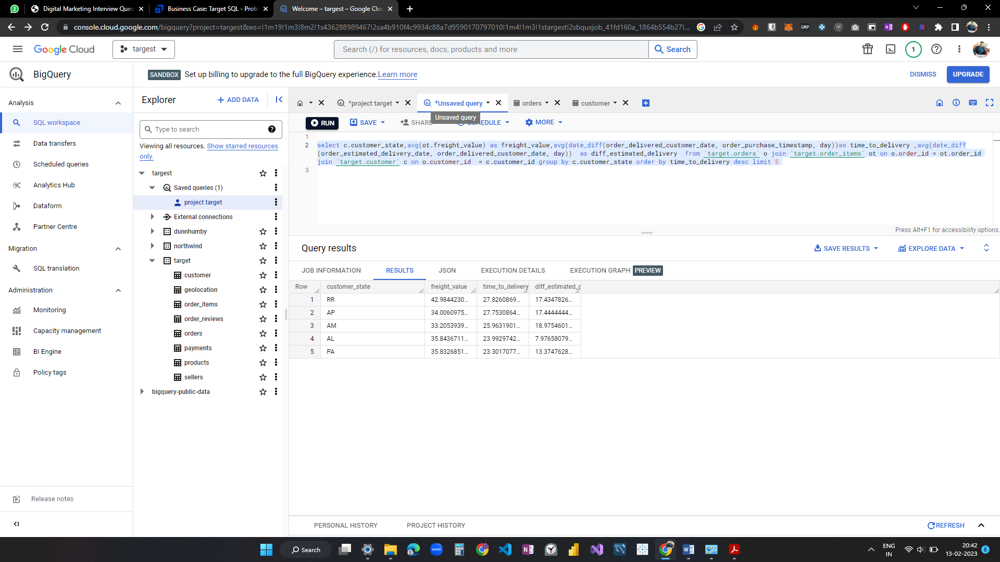 2
Digital Marketing Interview Ques
Business Case: Target SQL - Prob
Welcome – targest – Google Clou
console.cloud.google.com/bigquery?project=targest&ws=!1m19!1m3!8m2!1s436288989467!2sa4b910f4c9934c88a7d9590170797010!1m4!1m3!1stargest!2sbquxjob_41fd160a_1864b554b27!...
GMP
Google Cloud
targest
Search (/) for resources, docs, products and more
Search
1
BigQuery
SANDBOX Set up billing to upgrade to the full BigQuery experience. Learn more
DISMISS
UPGRADE
Analysis
SQL workspace
Data transfers
Scheduled queries
Analytics Hub
Dataform
Partner Centre
Migration
SQL translation
Administration
Monitoring
Capacity management
BI Engine
Policy tags
Release notes
Explorer
+ ADD DATA
Type to search
Viewing all resources. Show starred resources
only.
targest
Saved queries (1)
project target
External connections
dunnhumby
northwind
target
customer
geolocation
order_items
order_reviews
orders
payments
products
sellers
bigquery-public-data
*project target
*Unsaved query
orders
customer
RUN
SAVE
SHARE
Unsaved query
SCHEDULE
MORE
1
2 select c.customer_state,avg(ot.freight_value) as freight_value,avg(date_diff(order_delivered_customer_date, order_purchase_timestamp, day))as time_to_delivery ,avg(date_diff
(order_estimated_delivery_date, order_delivered_customer_date, day)) as diff_estimated_delivery from `target.orders` o join `target.order_items` ot on o.order_id = ot.order_id
join `target.customer` c on o.customer_id = c.customer_id group by c.customer_state order by time_to_delivery desc limit 5
3
Press Alt+F1 for accessibility options.
Query results
SAVE RESULTS
EXPLORE DATA
JOB INFORMATION RESULTS JSON EXECUTION DETAILS EXECUTION GRAPH PREVIEW
Row customer_state freight_value time_to_delivery diff_estimated_d
1 RR 42.9844230... 27.8260869... 17.4347826...
2 AP 34.0060975... 27.7530864... 17.4444444...
3 AM 33.2053939... 25.9631901... 18.9754601...
4 AL 35.8436711... 23.9929742... 7.97658079...
5 PA 35.8326851... 23.3017077... 13.3747628...
PERSONAL HISTORY
PROJECT HISTORY
REFRESH
Search
zoom
ENG
IN
20:42
13-02-2023
6